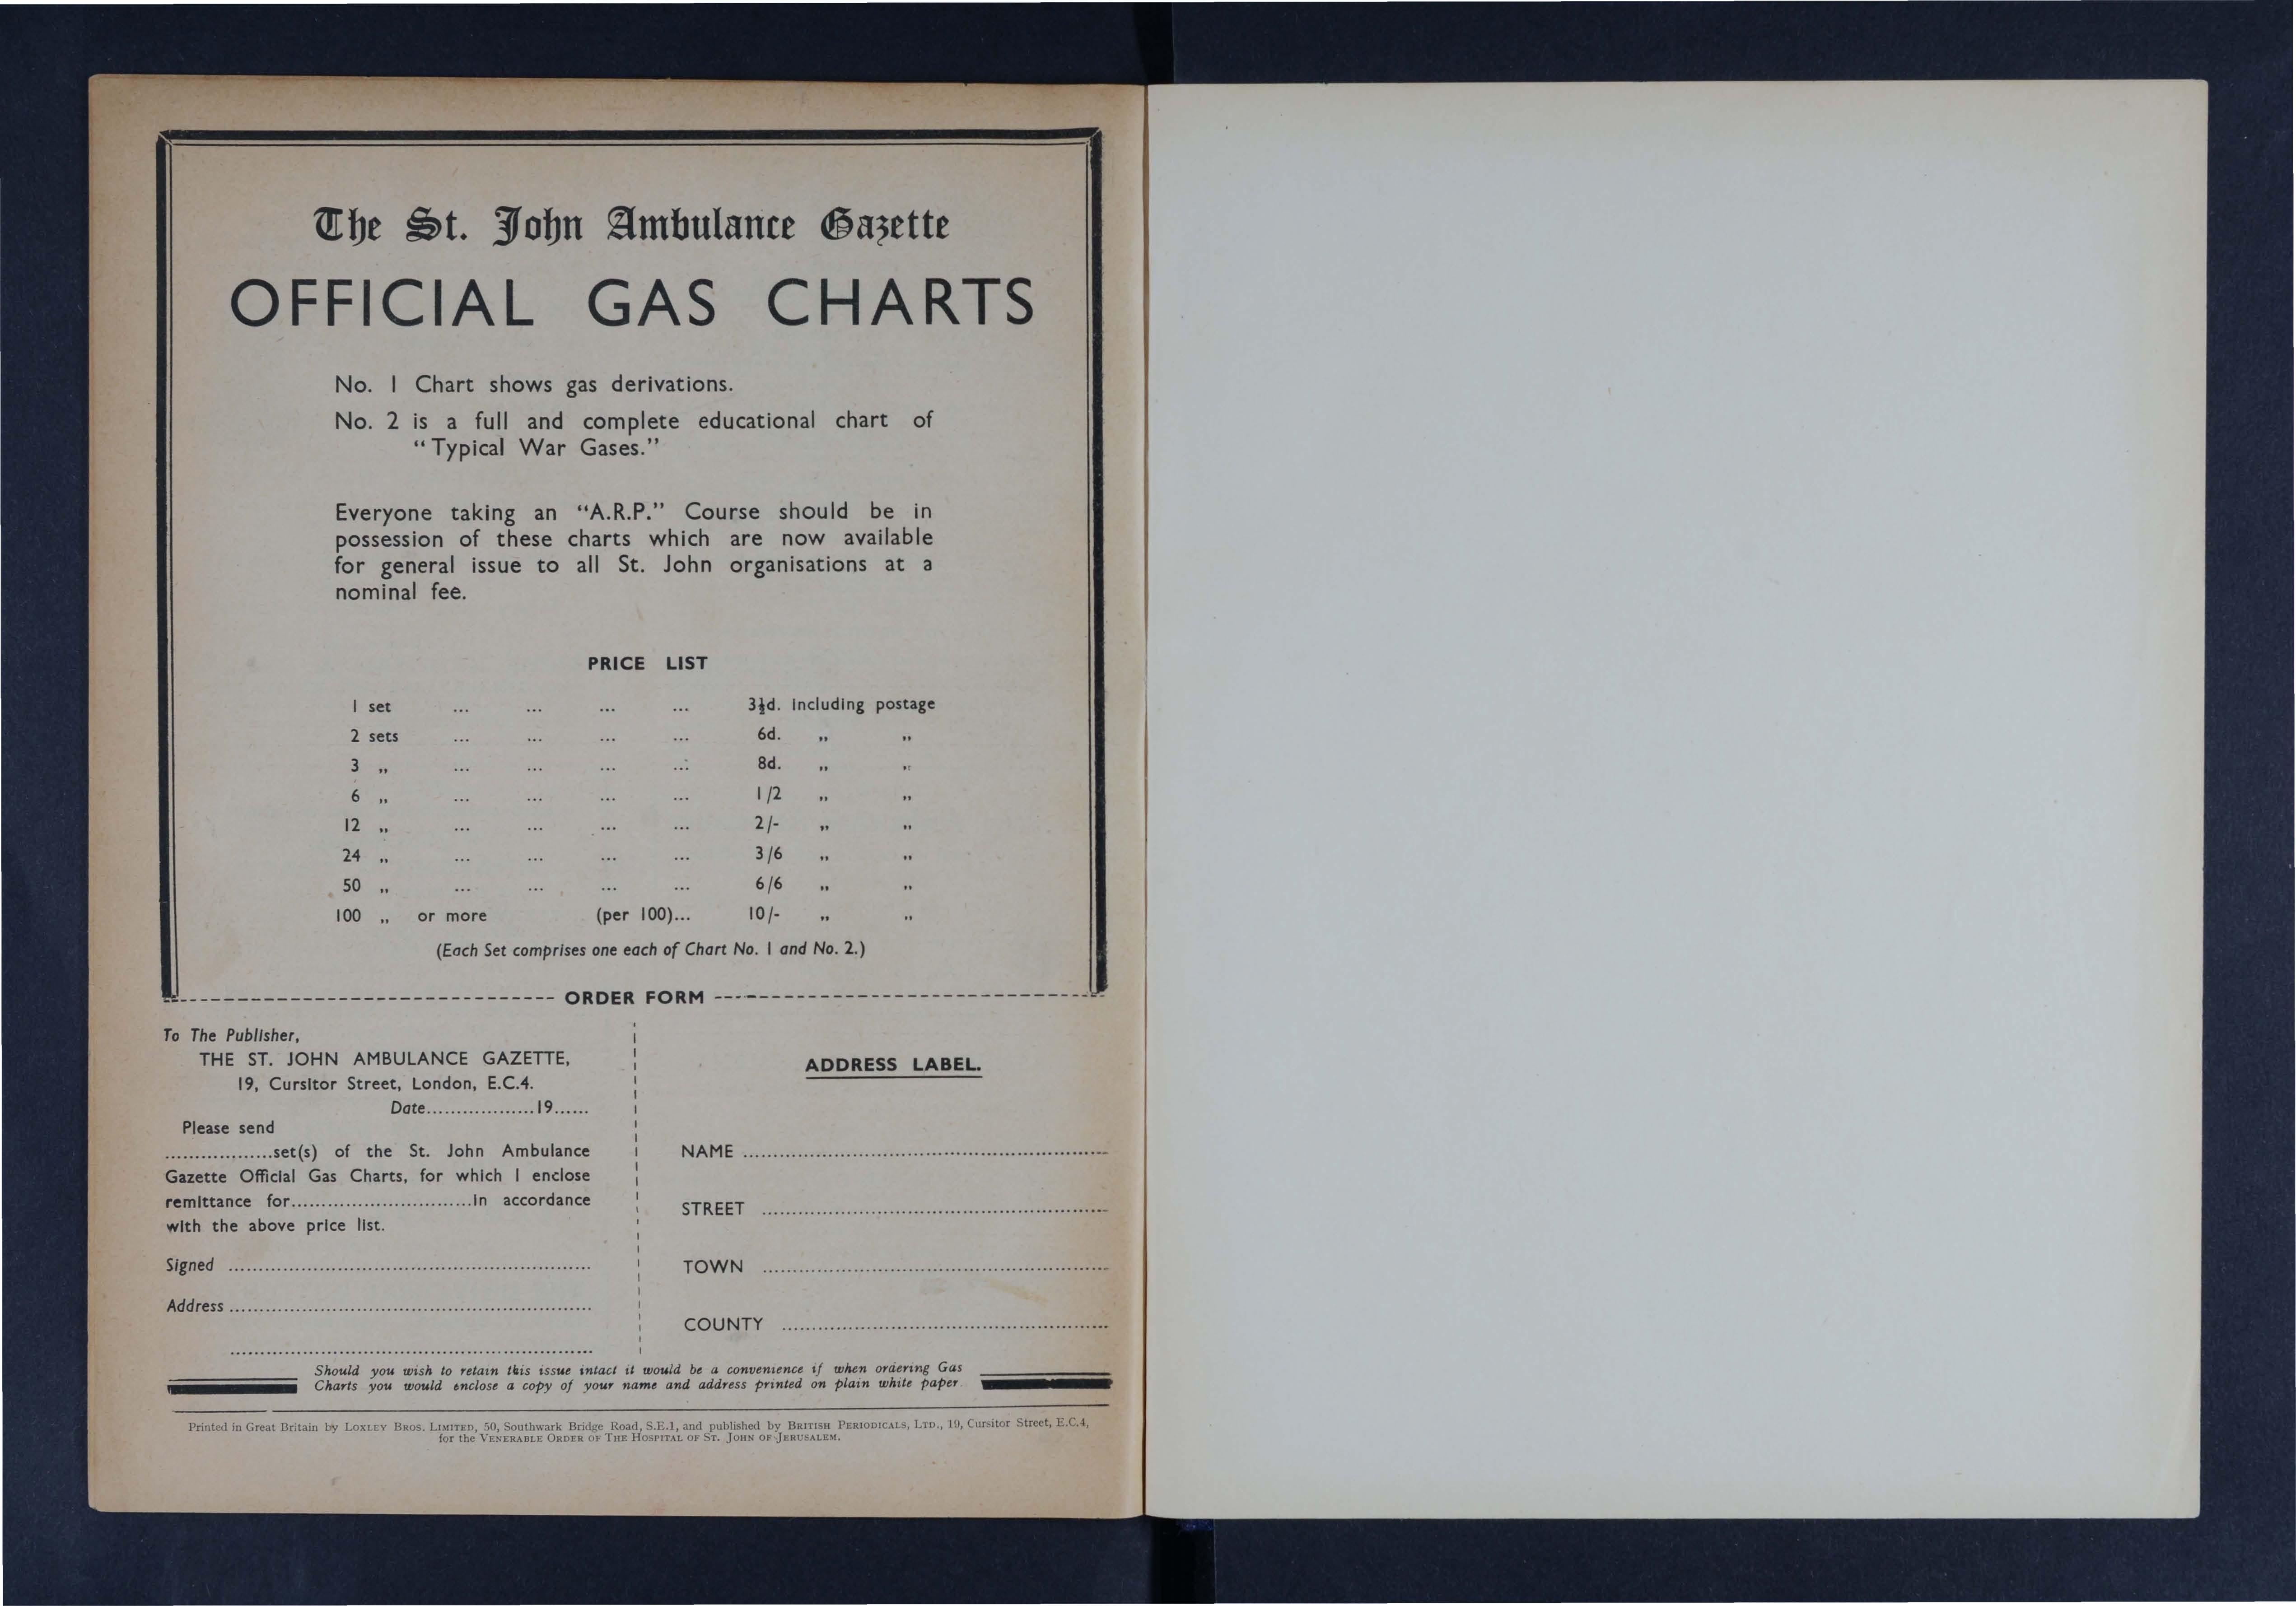 The St. John Ambulance Gazette
OFFICIAL GAS CHARTS
No. 1 Chart shows gas derivations.
No. 2 is a full and complete educational chart of
“Typical War Gases.”
Everyone taking an “A.R.P.” Course should be in
possession of these charts which are now available
for general issue to all St. John organisations at a
nominal fee.
PRICE LIST
1 set ... ... ... ... 3½d. including postage
2 sets ... ... ... ... 6d. ,, ,,
3 ,, ... ... ... ... 8d. ,, ,,
6 ,, ... ... ... ... 1/2 ,, ,,
12 ,, ... ... ... ... 2/- ,, ,,
24 ,, ... ... ... ... 3/6 ,, ,,
50 ,, ... ... ... ... 6/6 ,, ,,
100 ,, or more (per 100)... 10/- ,, ,,
(Each Set comprises one each of Chart No. 1 and No. 2.)
ORDER FORM
To The Publisher,
THE ST. JOHN AMBULANCE GAZETTE,
19, Cursitor Street, London, E.C.4.
Date..................19......
Please send
..................set(s) of the St. John Ambulance
Gazette Official Gas Charts, for which I enclose
remittance for..............................in accordance
with the above price list.
Signed ............................................................
Address ............................................................
............................................................
ADDRESS LABEL.
NAME ............................................................
STREET ............................................................
TOWN ............................................................
COUNTY ............................................................
Should you wish to retain this issue intact it would be a convenience if when ordering Gas
Charts you would enclose a copy of your name and address printed on plain white paper.
Printed in Great Britain by LOXLEY BROS. LIMITED, 50, Southwark Bridge Road, S.E.1, and published by BRITISH PERIODICALS, LTD., 19, Cursitor Street, E.C.4,
for the VENERABLE ORDER OF THE HOSPITAL OF ST. JOHN OF JERUSALEM.